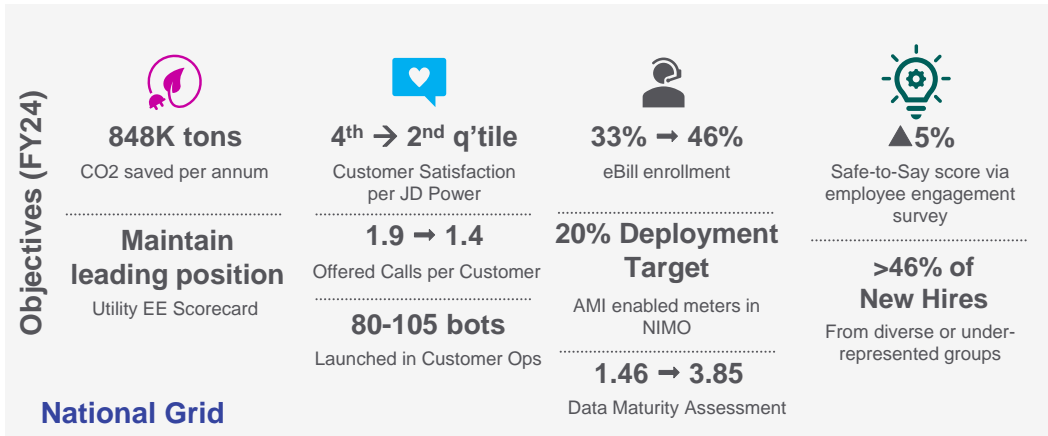 Objectives (FY24)
848K tons
CO2 saved per annum
Maintain
leading position
Utility EE Scorecard
4th → 2nd q'tile
Customer Satisfaction
per JD Power
1.9 → 1.4
Offered Calls per Customer
80-105 bots
Launched in Customer Ops
33% → 46%
eBill enrollment
20% Deployment
Target
AMI enabled meters in
NIMO
1.46 → 3.85
Data Maturity Assessment
▲5%
Safe-to-Say score via
employee engagement
survey
>46% of
New Hires
From diverse or under-
represented groups
National Grid